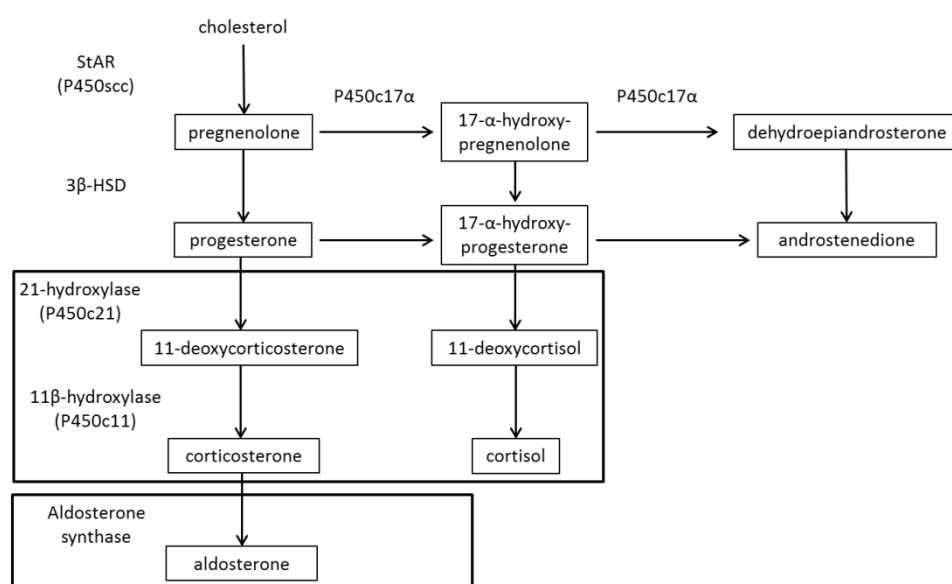 cholesterol
StAR
(P450scc)
P450c17α
P450c17α
pregnenolone
17-α-hydroxy-
pregnenolone
dehydroepiandrosterone
3β-HSD
progesterone
17-α-hydroxy-
progesterone
androstenedione
21-hydroxylase
(P450c21)
11-deoxycorticosterone
11-deoxycortisol
11β-hydroxylase
(P450c11)
corticosterone
cortisol
Aldosterone
synthase
aldosterone